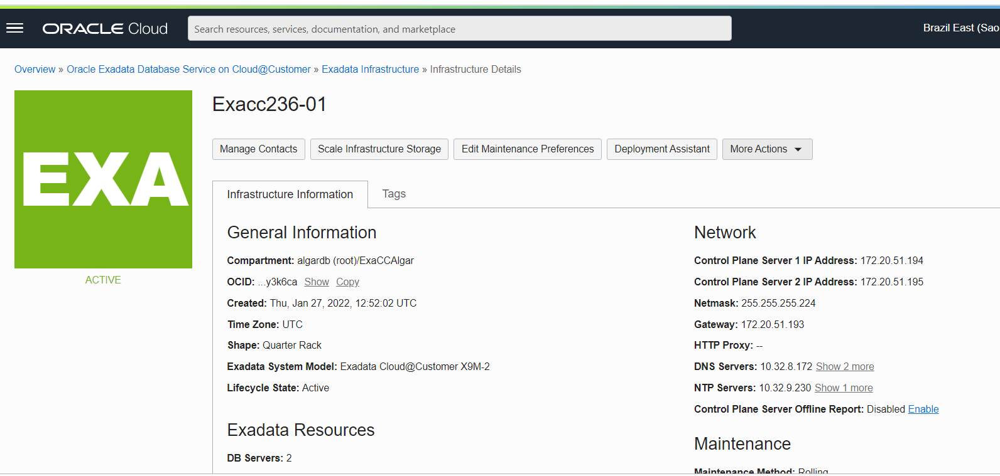 ORACLE Cloud
Search resources, services, documentation, and marketplace
Brazil East (Sao
Overview » Oracle Exadata Database Service on Cloud@Customer » Exadata Infrastructure » Infrastructure Details
EXA
ACTIVE
Exacc236-01
Manage Contacts
Scale Infrastructure Storage
Edit Maintenance Preferences
Deployment Assistant
More Actions
Infrastructure Information
Tags
General Information
Compartment: algardb (root)/ExaCCAlgar
OCID: ...y3k6ca Show Copy
Created: Thu, Jan 27, 2022, 12:52:02 UTC
Time Zone: UTC
Shape: Quarter Rack
Exadata System Model: Exadata Cloud@Customer X9M-2
Lifecycle State: Active
Exadata Resources
DB Servers: 2
Network
Control Plane Server 1 IP Address: 172.20.51.194
Control Plane Server 2 IP Address: 172.20.51.195
Netmask: 255.255.255.224
Gateway: 172.20.51.193
HTTP Proxy: --
DNS Servers: 10.32.8.172 Show 2 more
NTP Servers: 10.32.9.230 Show 1 more
Control Plane Server Offline Report: Disabled Enable
Maintenance
Maintenance Method: Rolling